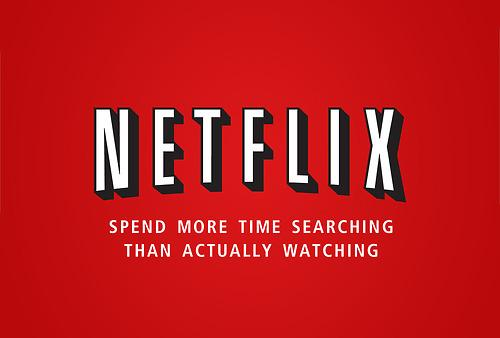 NETFLIX
SPEND MORE TIME SEARCHING
THAN ACTUALLY WATCHING